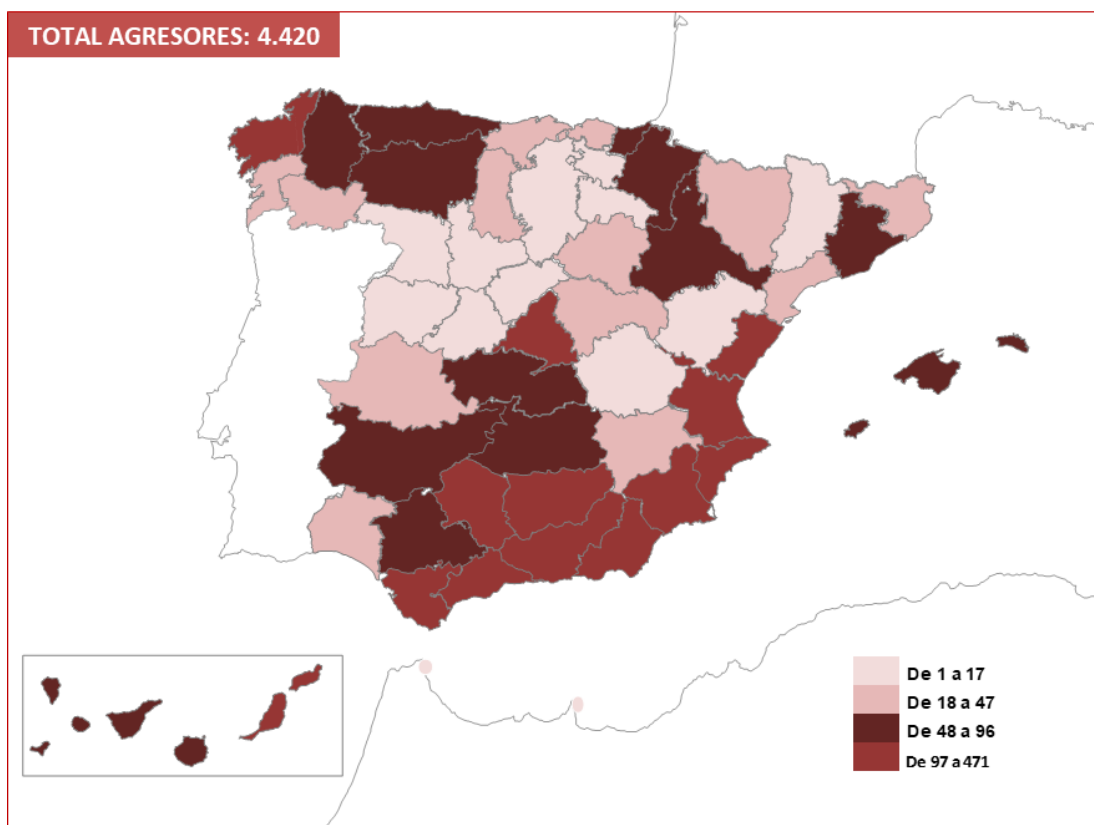 TOTAL AGRESORES: 4.420
De 1 a 17
De 18 a 47
De 48 a 96
De 97 a 471